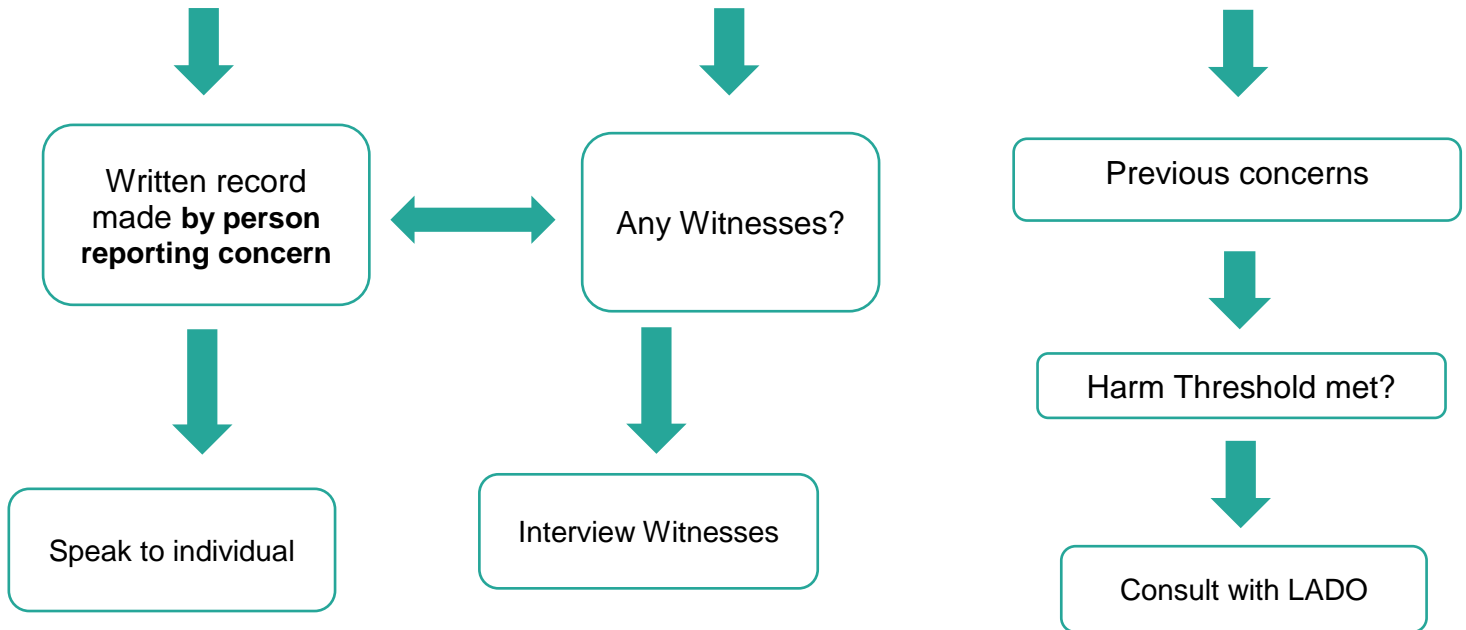 Written record
made by person
reporting concern
Any Witnesses?
Previous concerns
Harm Threshold met?
Speak to individual
Interview Witnesses
Consult with LADO